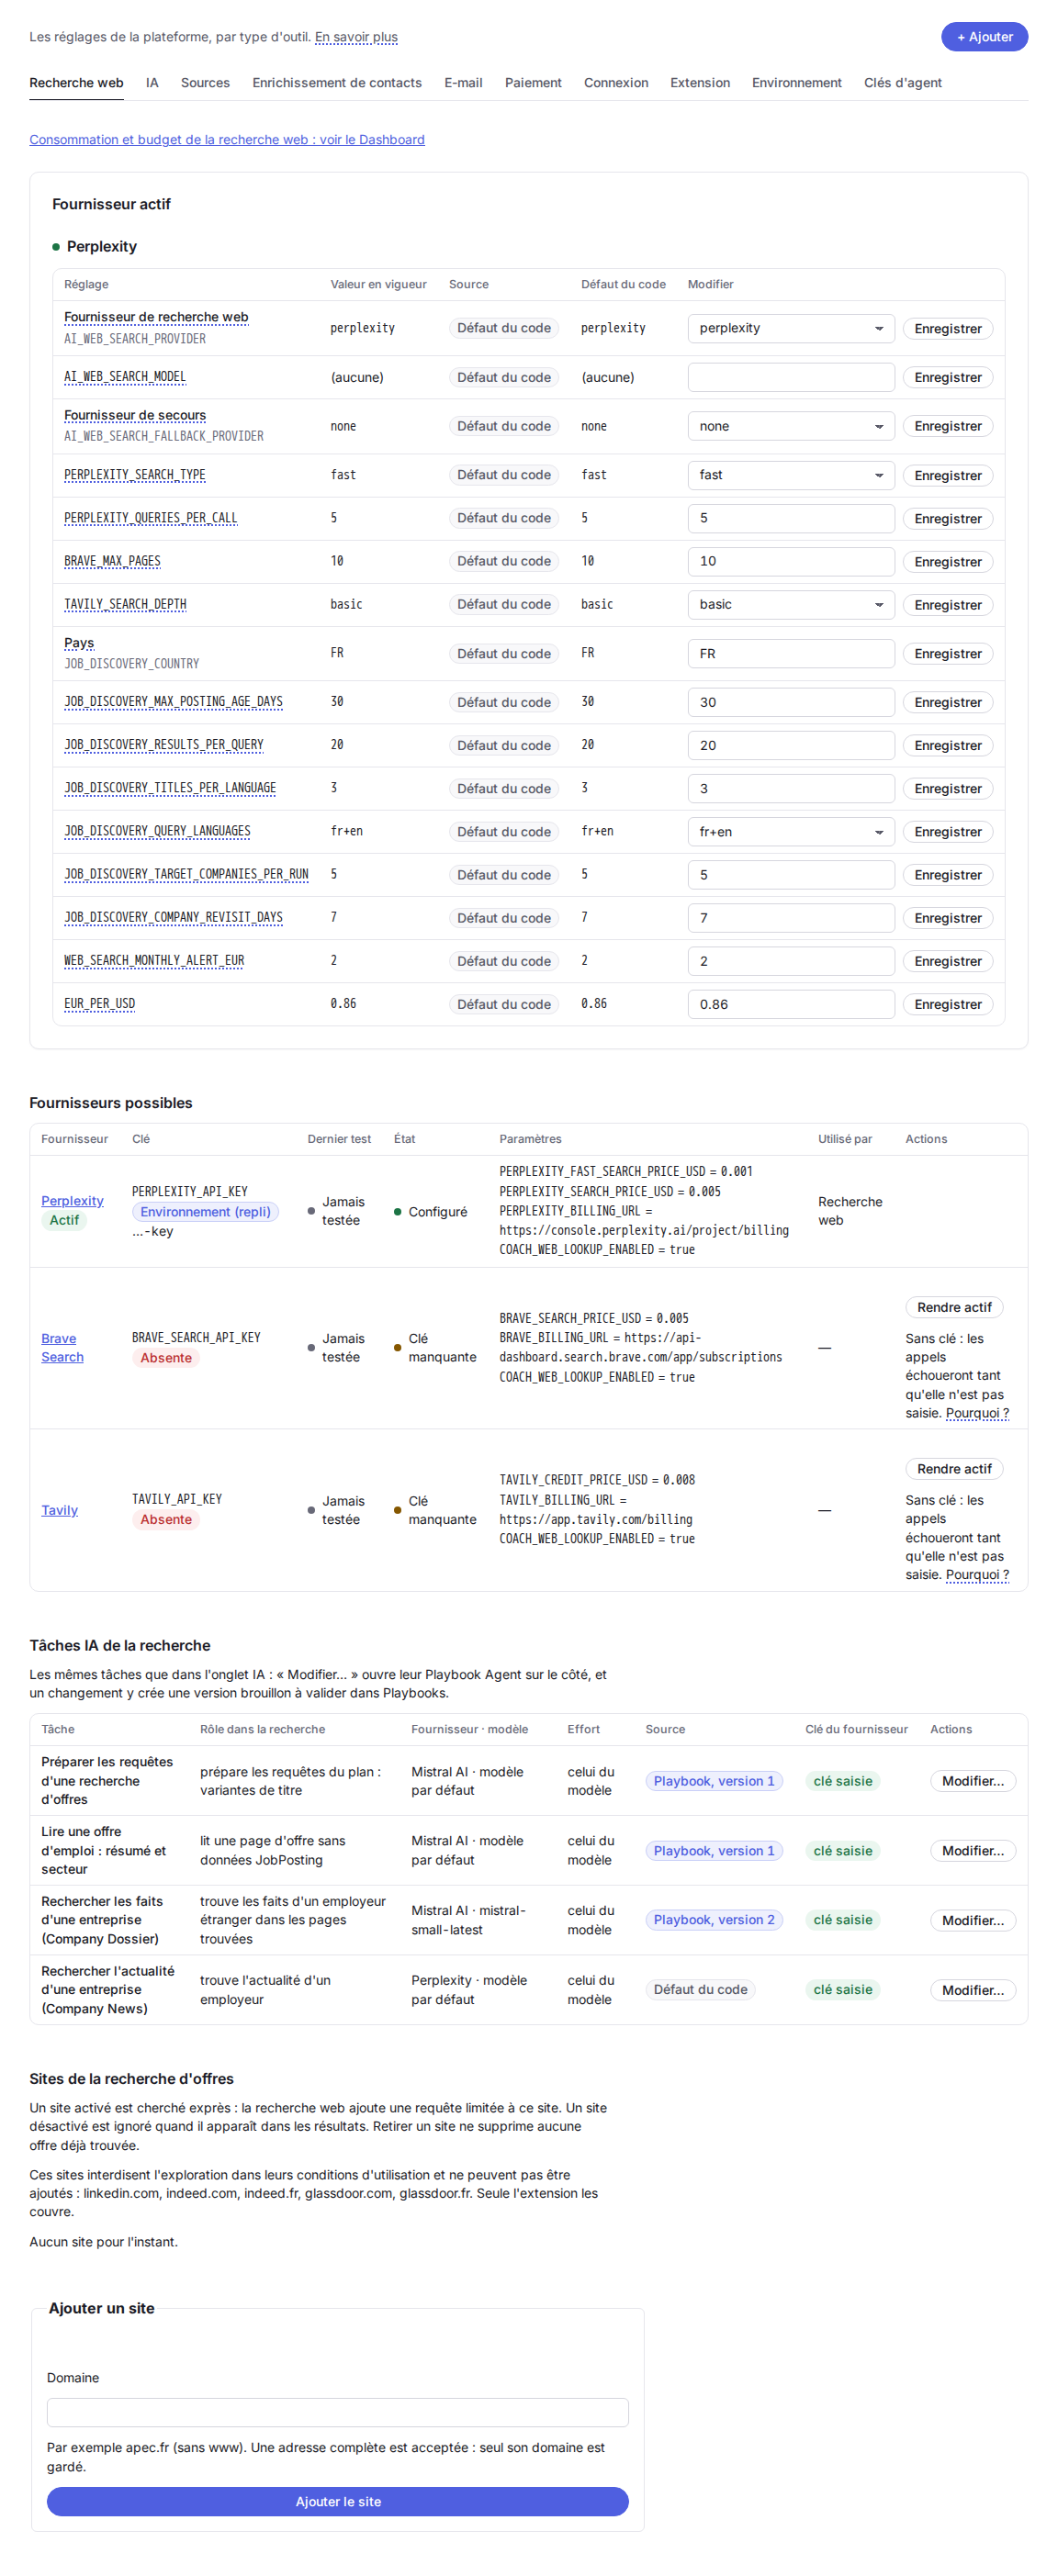 Les réglages de la plateforme, par type d'outil. En savoir plus
+ Ajouter
Recherche web IA Sources Enrichissement de contacts E-mail Paiement Connexion Extension Environnement Clés d'agent
Consommation et budget de la recherche web : voir le Dashboard
Fournisseur actif
Perplexity
Réglage Valeur en vigueur Source Défaut du code Modifier
Fournisseur de recherche web
AI_WEB_SEARCH_PROVIDER
perplexity Défaut du code perplexity perplexity Enregistrer
AI_WEB_SEARCH_MODEL (aucune) Défaut du code (aucune) Enregistrer
Fournisseur de secours
AI_WEB_SEARCH_FALLBACK_PROVIDER
none Défaut du code none none Enregistrer
PERPLEXITY_SEARCH_TYPE fast Défaut du code fast fast Enregistrer
PERPLEXITY_QUERIES_PER_CALL 5 Défaut du code 5 5 Enregistrer
BRAVE_MAX_PAGES 10 Défaut du code 10 10 Enregistrer
TAVILY_SEARCH_DEPTH basic Défaut du code basic basic Enregistrer
Pays
JOB_DISCOVERY_COUNTRY
FR Défaut du code FR FR Enregistrer
JOB_DISCOVERY_MAX_POSTING_AGE_DAYS 30 Défaut du code 30 30 Enregistrer
JOB_DISCOVERY_RESULTS_PER_QUERY 20 Défaut du code 20 20 Enregistrer
JOB_DISCOVERY_TITLES_PER_LANGUAGE 3 Défaut du code 3 3 Enregistrer
JOB_DISCOVERY_QUERY_LANGUAGES fr+en Défaut du code fr+en fr+en Enregistrer
JOB_DISCOVERY_TARGET_COMPANIES_PER_RUN 5 Défaut du code 5 5 Enregistrer
JOB_DISCOVERY_COMPANY_REVISIT_DAYS 7 Défaut du code 7 7 Enregistrer
WEB_SEARCH_MONTHLY_ALERT_EUR 2 Défaut du code 2 2 Enregistrer
EUR_PER_USD 0.86 Défaut du code 0.86 0.86 Enregistrer
Fournisseurs possibles
Fournisseur Clé Dernier test État Paramètres Utilisé par Actions
Perplexity
Actif
PERPLEXITY_API_KEY
Environnement (repli)
…-key
Jamais
testée
Configuré
PERPLEXITY_FAST_SEARCH_PRICE_USD = 0.001
PERPLEXITY_SEARCH_PRICE_USD = 0.005
PERPLEXITY_BILLING_URL =
https://console.perplexity.ai/project/billing
COACH_WEB_LOOKUP_ENABLED = true
Recherche
web
Brave
Search
BRAVE_SEARCH_API_KEY
Absente
Jamais
testée
Clé
manquante
BRAVE_SEARCH_PRICE_USD = 0.005
BRAVE_BILLING_URL = https://api-
dashboard.search.brave.com/app/subscriptions
COACH_WEB_LOOKUP_ENABLED = true
—
Rendre actif
Sans clé : les
appels
échoueront tant
qu'elle n'est pas
saisie. Pourquoi ?
Tavily
TAVILY_API_KEY
Absente
Jamais
testée
Clé
manquante
TAVILY_CREDIT_PRICE_USD = 0.008
TAVILY_BILLING_URL =
https://app.tavily.com/billing
COACH_WEB_LOOKUP_ENABLED = true
—
Rendre actif
Sans clé : les
appels
échoueront tant
qu'elle n'est pas
saisie. Pourquoi ?
Tâches IA de la recherche
Les mêmes tâches que dans l'onglet IA : « Modifier… » ouvre leur Playbook Agent sur le côté, et
un changement y crée une version brouillon à valider dans Playbooks.
Tâche Rôle dans la recherche Fournisseur · modèle Effort Source Clé du fournisseur Actions
Préparer les requêtes
d'une recherche
d'offres
prépare les requêtes du plan :
variantes de titre
Mistral AI · modèle
par défaut
celui du
modèle
Playbook, version 1
clé saisie
Modifier…
Lire une offre
d'emploi : résumé et
secteur
lit une page d'offre sans
données JobPosting
Mistral AI · modèle
par défaut
celui du
modèle
Playbook, version 1
clé saisie
Modifier…
Rechercher les faits
d'une entreprise
(Company Dossier)
trouve les faits d'un employeur
étranger dans les pages
trouvées
Mistral AI · mistral-
small-latest
celui du
modèle
Playbook, version 2
clé saisie
Modifier…
Rechercher l'actualité
d'une entreprise
(Company News)
trouve l'actualité d'un
employeur
Perplexity · modèle
par défaut
celui du
modèle
Défaut du code
clé saisie
Modifier…
Sites de la recherche d'offres
Un site activé est cherché exprès : la recherche web ajoute une requête limitée à ce site. Un site
désactivé est ignoré quand il apparaît dans les résultats. Retirer un site ne supprime aucune
offre déjà trouvée.
Ces sites interdisent l'exploration dans leurs conditions d'utilisation et ne peuvent pas être
ajoutés : linkedin.com, indeed.com, indeed.fr, glassdoor.com, glassdoor.fr. Seule l'extension les
couvre.
Aucun site pour l'instant.
Ajouter un site
Domaine
Par exemple apec.fr (sans www). Une adresse complète est acceptée : seul son domaine est
gardé.
Ajouter le site